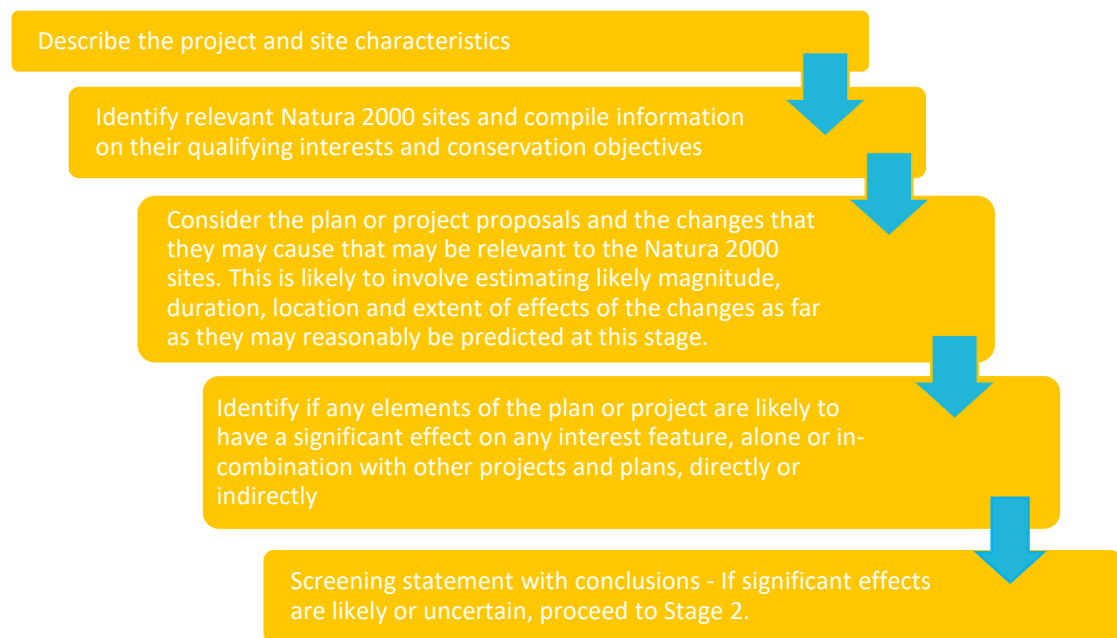 Describe the project and site characteristics
Identify relevant Natura 2000 sites and compile information
on their qualifying interests and conservation objectives
Consider the plan or project proposals and the changes that
they may cause that may be relevant to the Natura 2000
sites. This is likely to involve estimating likely magnitude,
duration, location and extent of effects of the changes as far
as they may reasonably be predicted at this stage.
Identify if any elements of the plan or project are likely to
have a significant effect on any interest feature, alone or in-
combination with other projects and plans, directly or
indirectly
Screening statement with conclusions - If significant effects
are likely or uncertain, proceed to Stage 2.